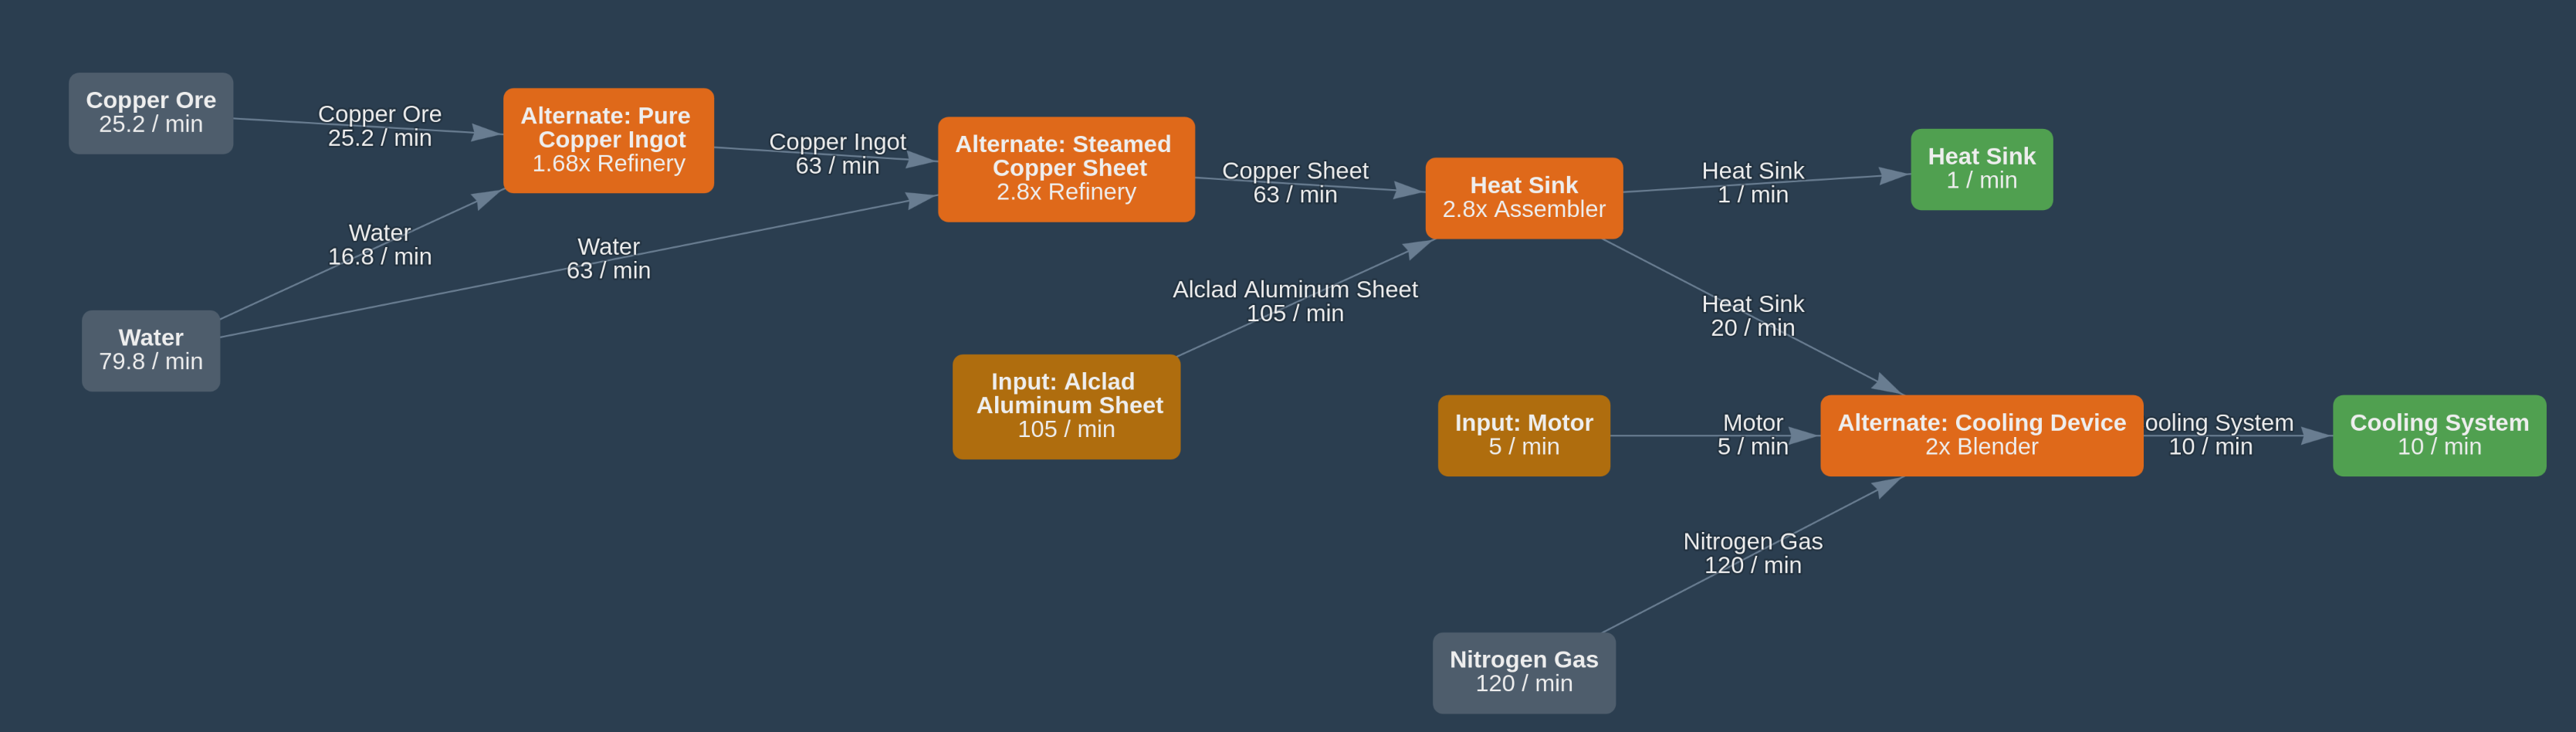 Copper Ore
25.2 / min
Copper Ore
25.2 / min
Alternate: Pure
Copper Ingot
1.68x Refinery
Copper Ingot
63 / min
Alternate: Steamed
Copper Sheet
2.8x Refinery
Copper Sheet
63 / min
Heat Sink
2.8x Assembler
Heat Sink
1 / min
Heat Sink
1 / min
Water
16.8 / min
Water
63 / min
Water
79.8 / min
Alclad Aluminum Sheet
105 / min
Heat Sink
20 / min
Input: Alclad
Aluminum Sheet
105 / min
Input: Motor
5 / min
Motor
5 / min
Alternate: Cooling Device
2x Blender
ooling System
10 / min
Cooling System
10 / min
Nitrogen Gas
120 / min
Nitrogen Gas
120 / min